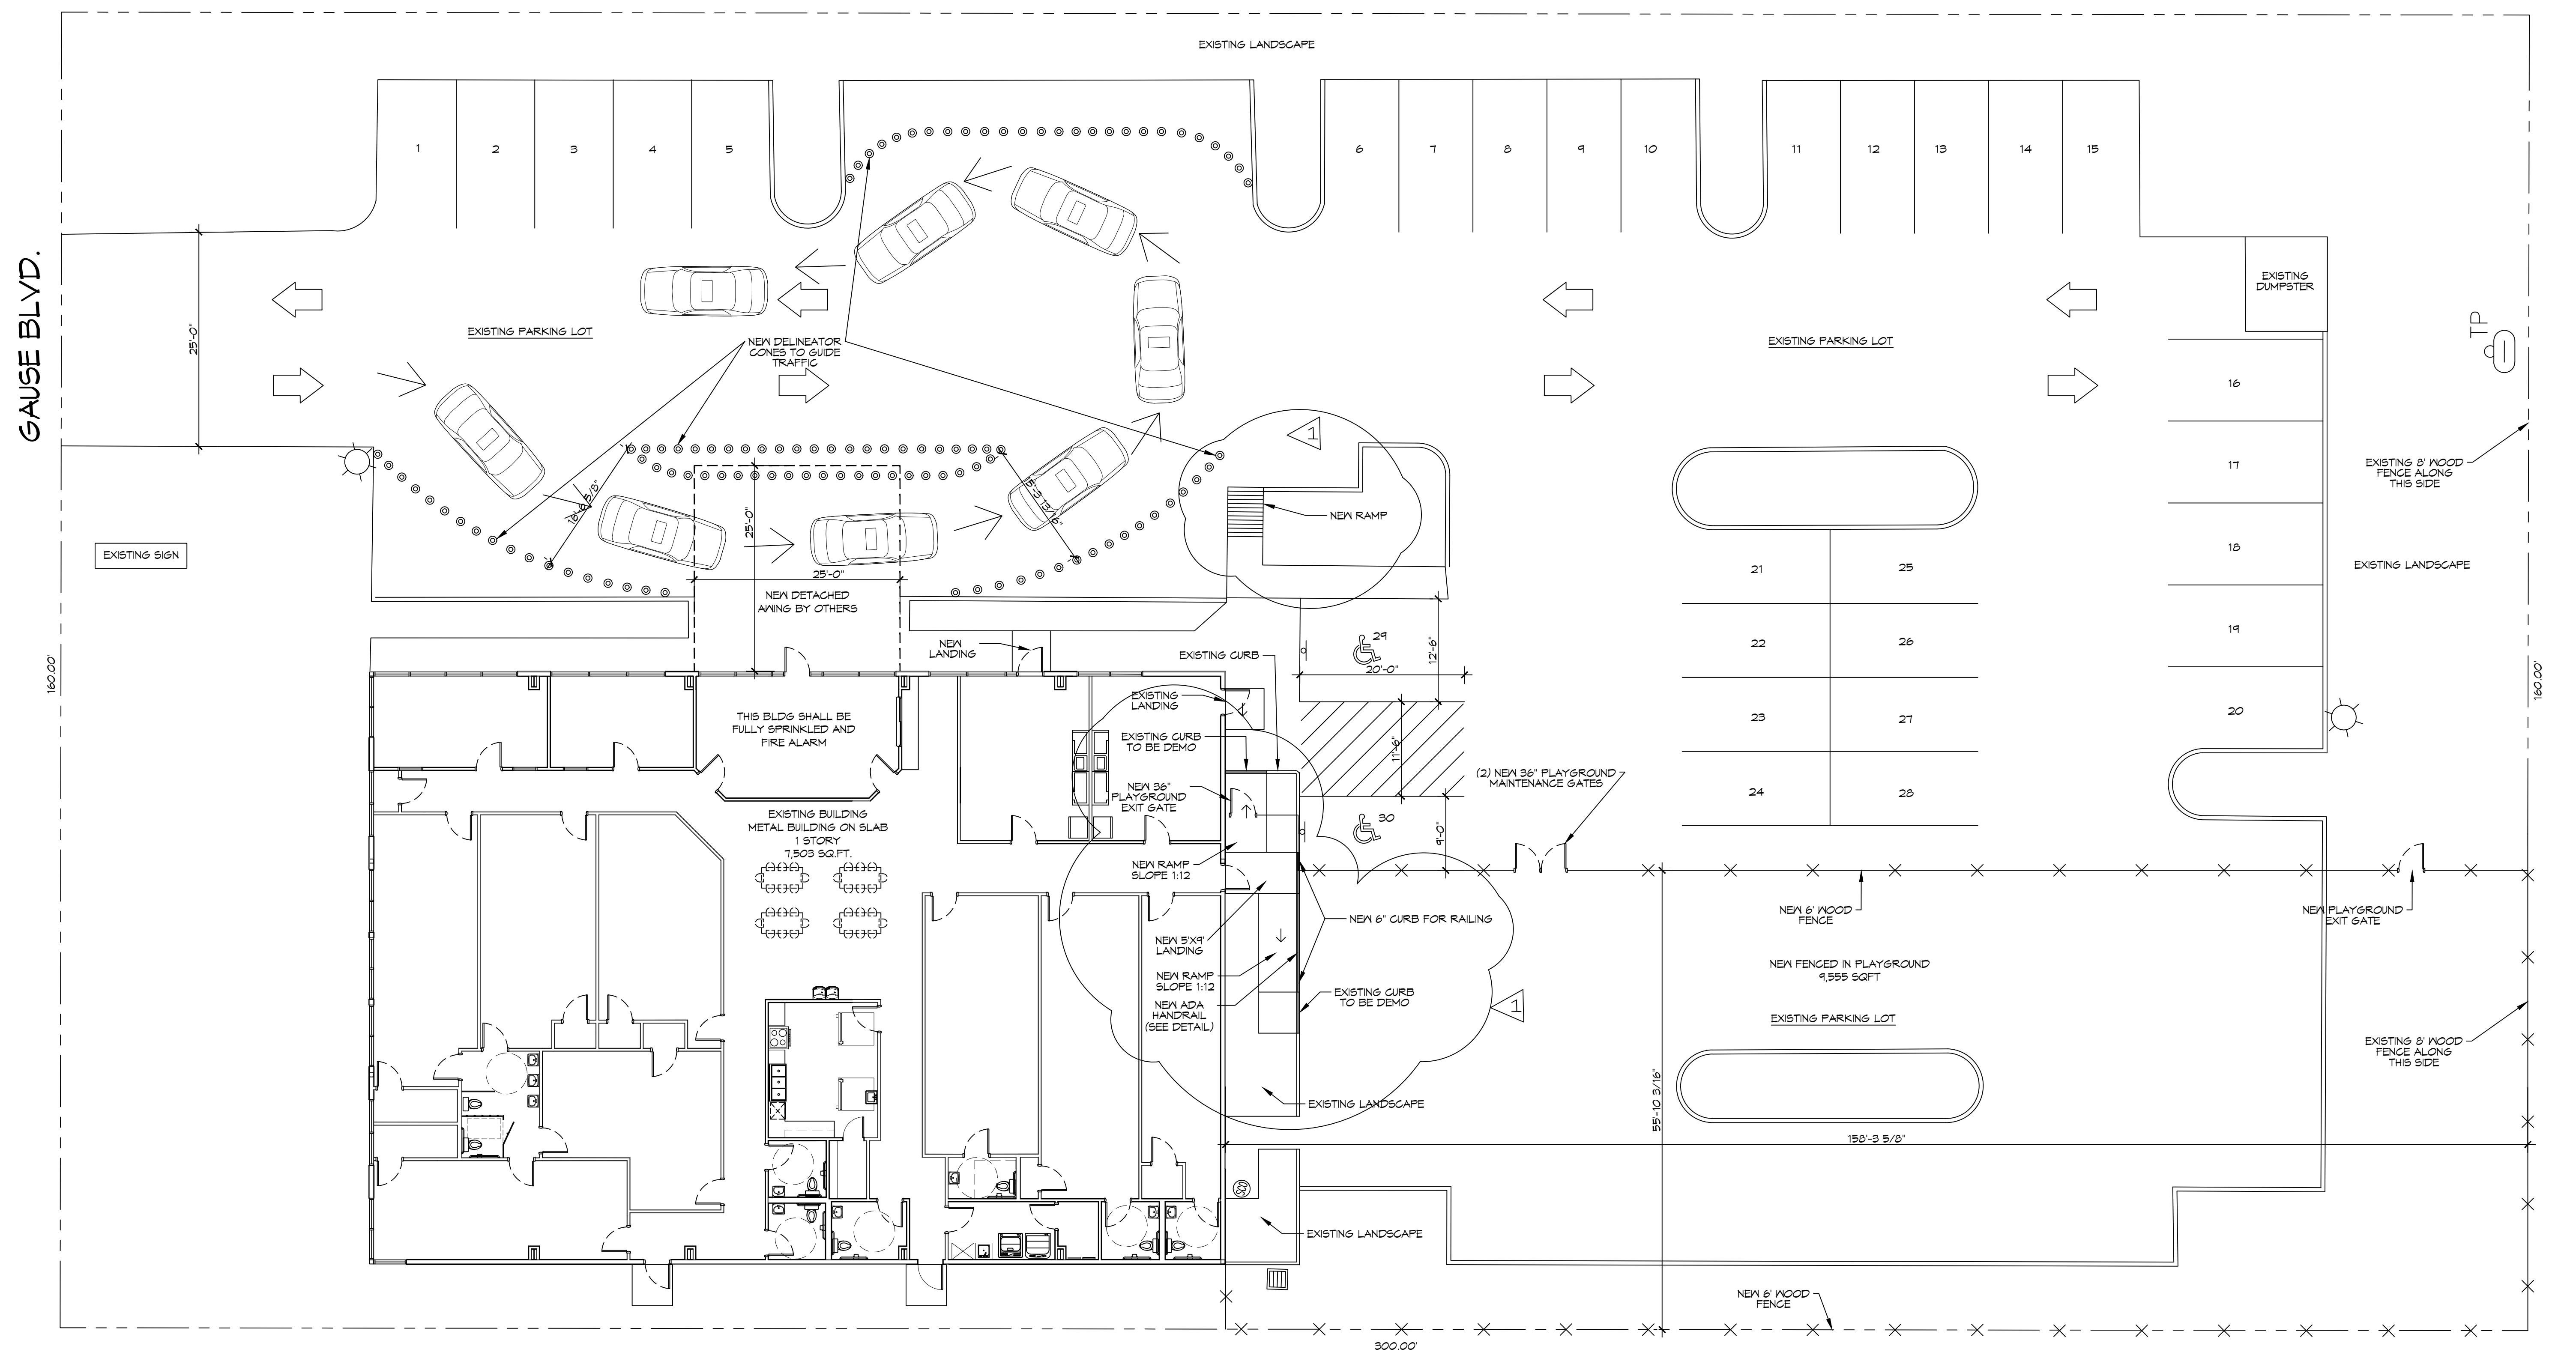 EXISTING LANDSCAPE
1
2
3
4
5
6
7
8
9
10
11
12
13
14
15
GAUSE BLVD.
25'-0"
EXISTING PARKING LOT
NEW DELINEATOR
CONES TO GUIDE
TRAFFIC
EXISTING PARKING LOT
EXISTING
DUMPSTER
TP
16
17
18
19
20
EXISTING 8' WOOD
FENCE ALONG
THIS SIDE
EXISTING LANDSCAPE
1
NEW RAMP
EXISTING SIGN
25'-0"
25'-0"
NEW DETACHED
AWING BY OTHERS
NEW
LANDING
21
25
22
26
23
27
24
28
160.00'
160.00'
EXISTING CURB
29
20'-0"
12'-6"
EXISTING
LANDING
EXISTING CURB
TO BE DEMO
11'-6"
THIS BLDG SHALL BE
FULLY SPRINKLED AND
FIRE ALARM
NEW 36"
PLAYGROUND
EXIT GATE
30
9'-0"
(2) NEW 36" PLAYGROUND
MAINTENANCE GATES
EXISTING BUILDING
METAL BUILDING ON SLAB
1 STORY
7,503 SQ.FT.
NEW RAMP
SLOPE 1:12
NEW 6" CURB FOR RAILING
NEW 6' WOOD
FENCE
NEW PLAYGROUND
EXIT GATE
NEW 5'X9'
LANDING
NEW RAMP
SLOPE 1:12
NEW ADA
HANDRAIL
(SEE DETAIL)
EXISTING CURB
TO BE DEMO
1
NEW FENCED IN PLAYGROUND
9,555 SQFT
EXISTING PARKING LOT
EXISTING 8' WOOD
FENCE ALONG
THIS SIDE
EXISTING LANDSCAPE
55'-10 3/16"
158'-3 5/8"
SCO
EXISTING LANDSCAPE
NEW 6' WOOD
FENCE
300.00'